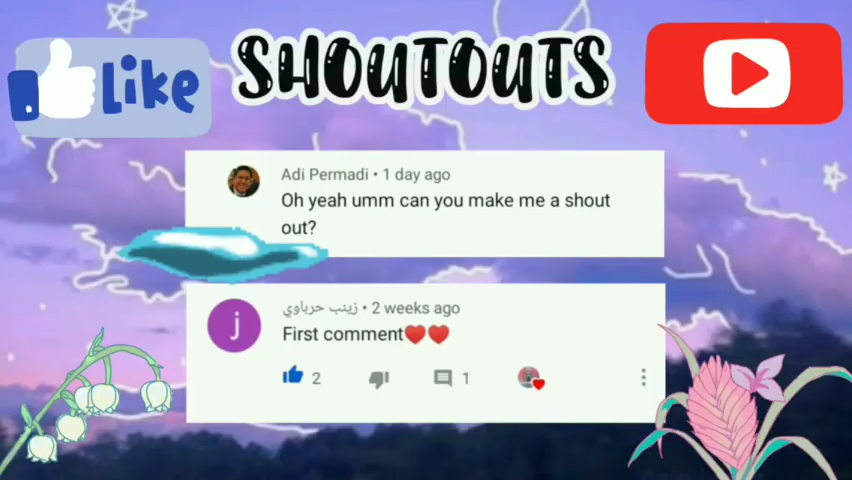 Like
SHOUTOUTS
Adi Permadi • 1 day ago
Oh yeah umm can you make me a shout
out?
زينب حرباوي • 2 weeks ago
j
First comment❤❤
2
1